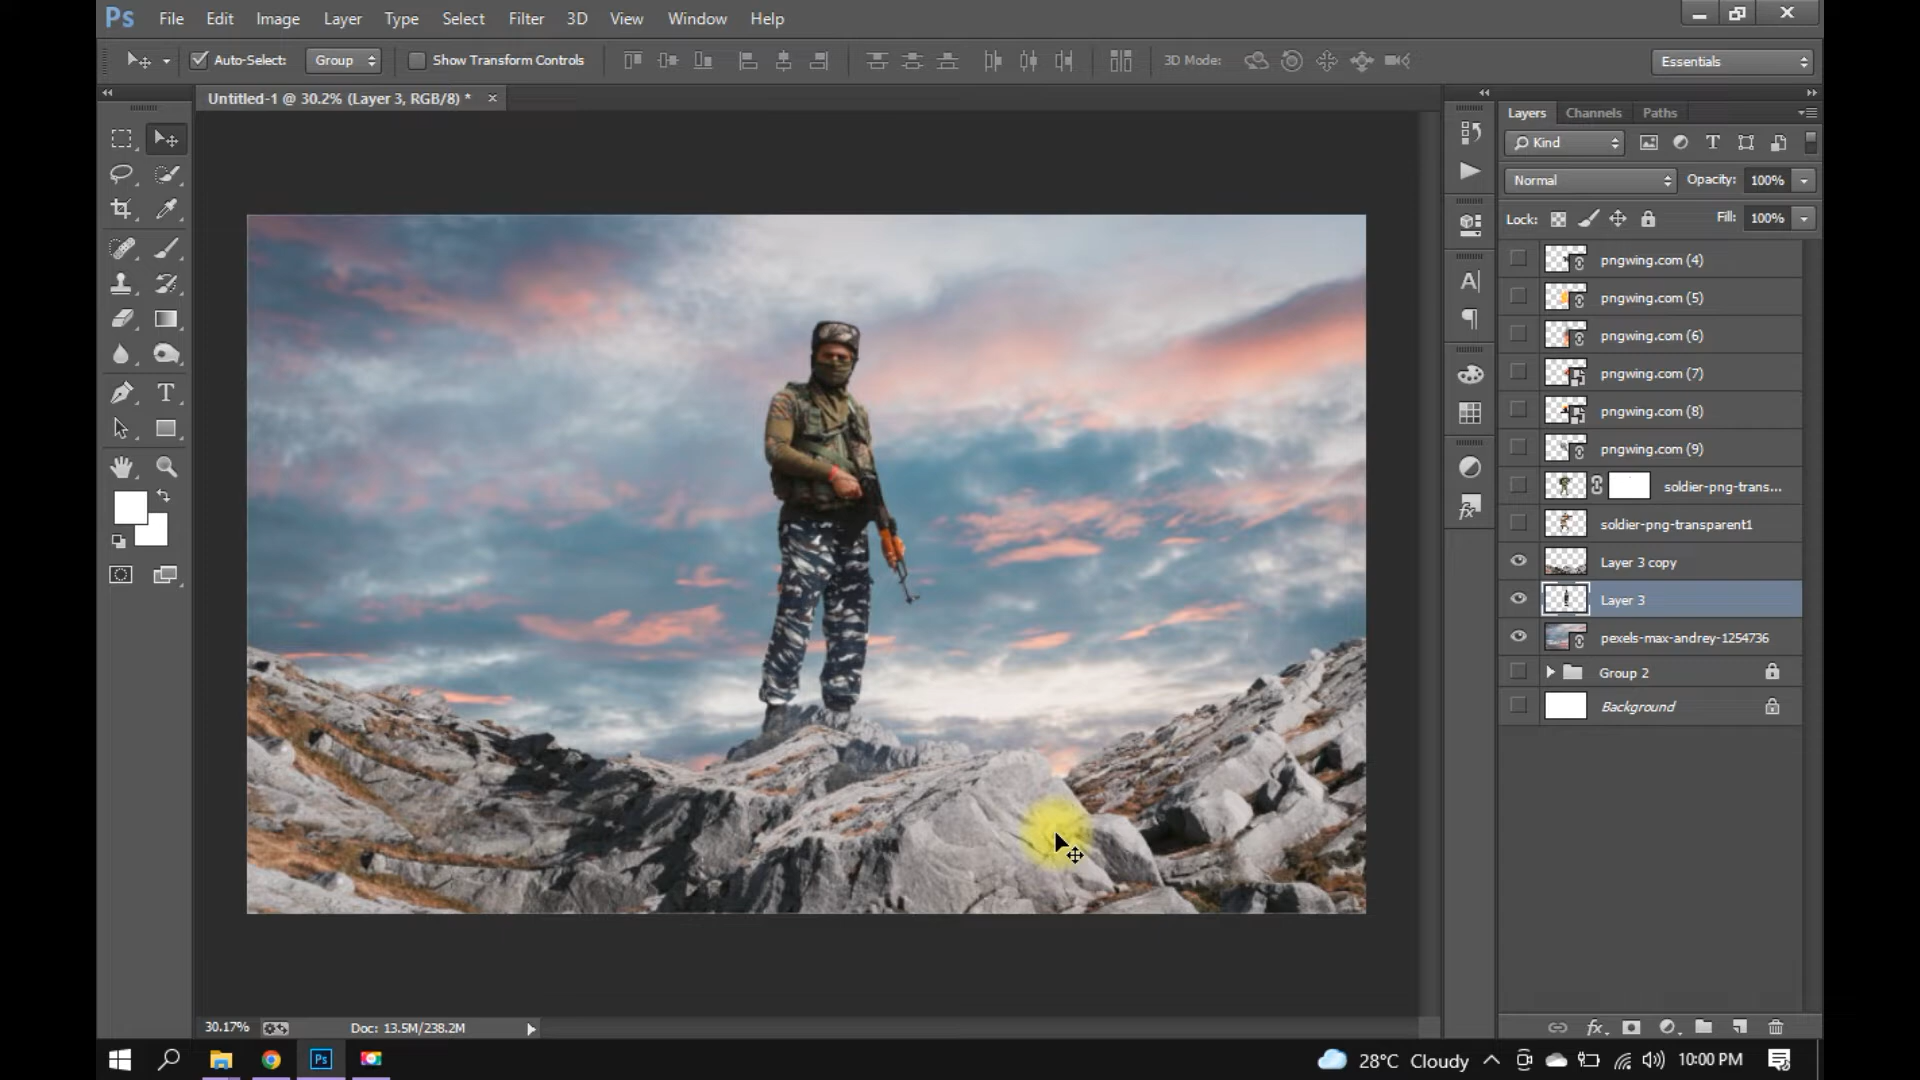 Ps File Edit Image Layer Type Select Filter 3D View Window Help
Auto-Select: Group Show Transform Controls 3D Mode: Essentials
Untitled-1 @ 30.2% (Layer 3, RGB/8) *
Layers Channels Paths
Kind
Normal Opacity: 100%
Lock: Fill: 100%
pngwing.com (4)
pngwing.com (5)
pngwing.com (6)
pngwing.com (7)
pngwing.com (8)
pngwing.com (9)
soldier-png-trans...
soldier-png-transparent1
Layer 3 copy
Layer 3
pexels-max-andrey-1254736
Group 2
Background
30.17% Doc: 13.5M/238.2M
Ps 28°C Cloudy 10:00 PM